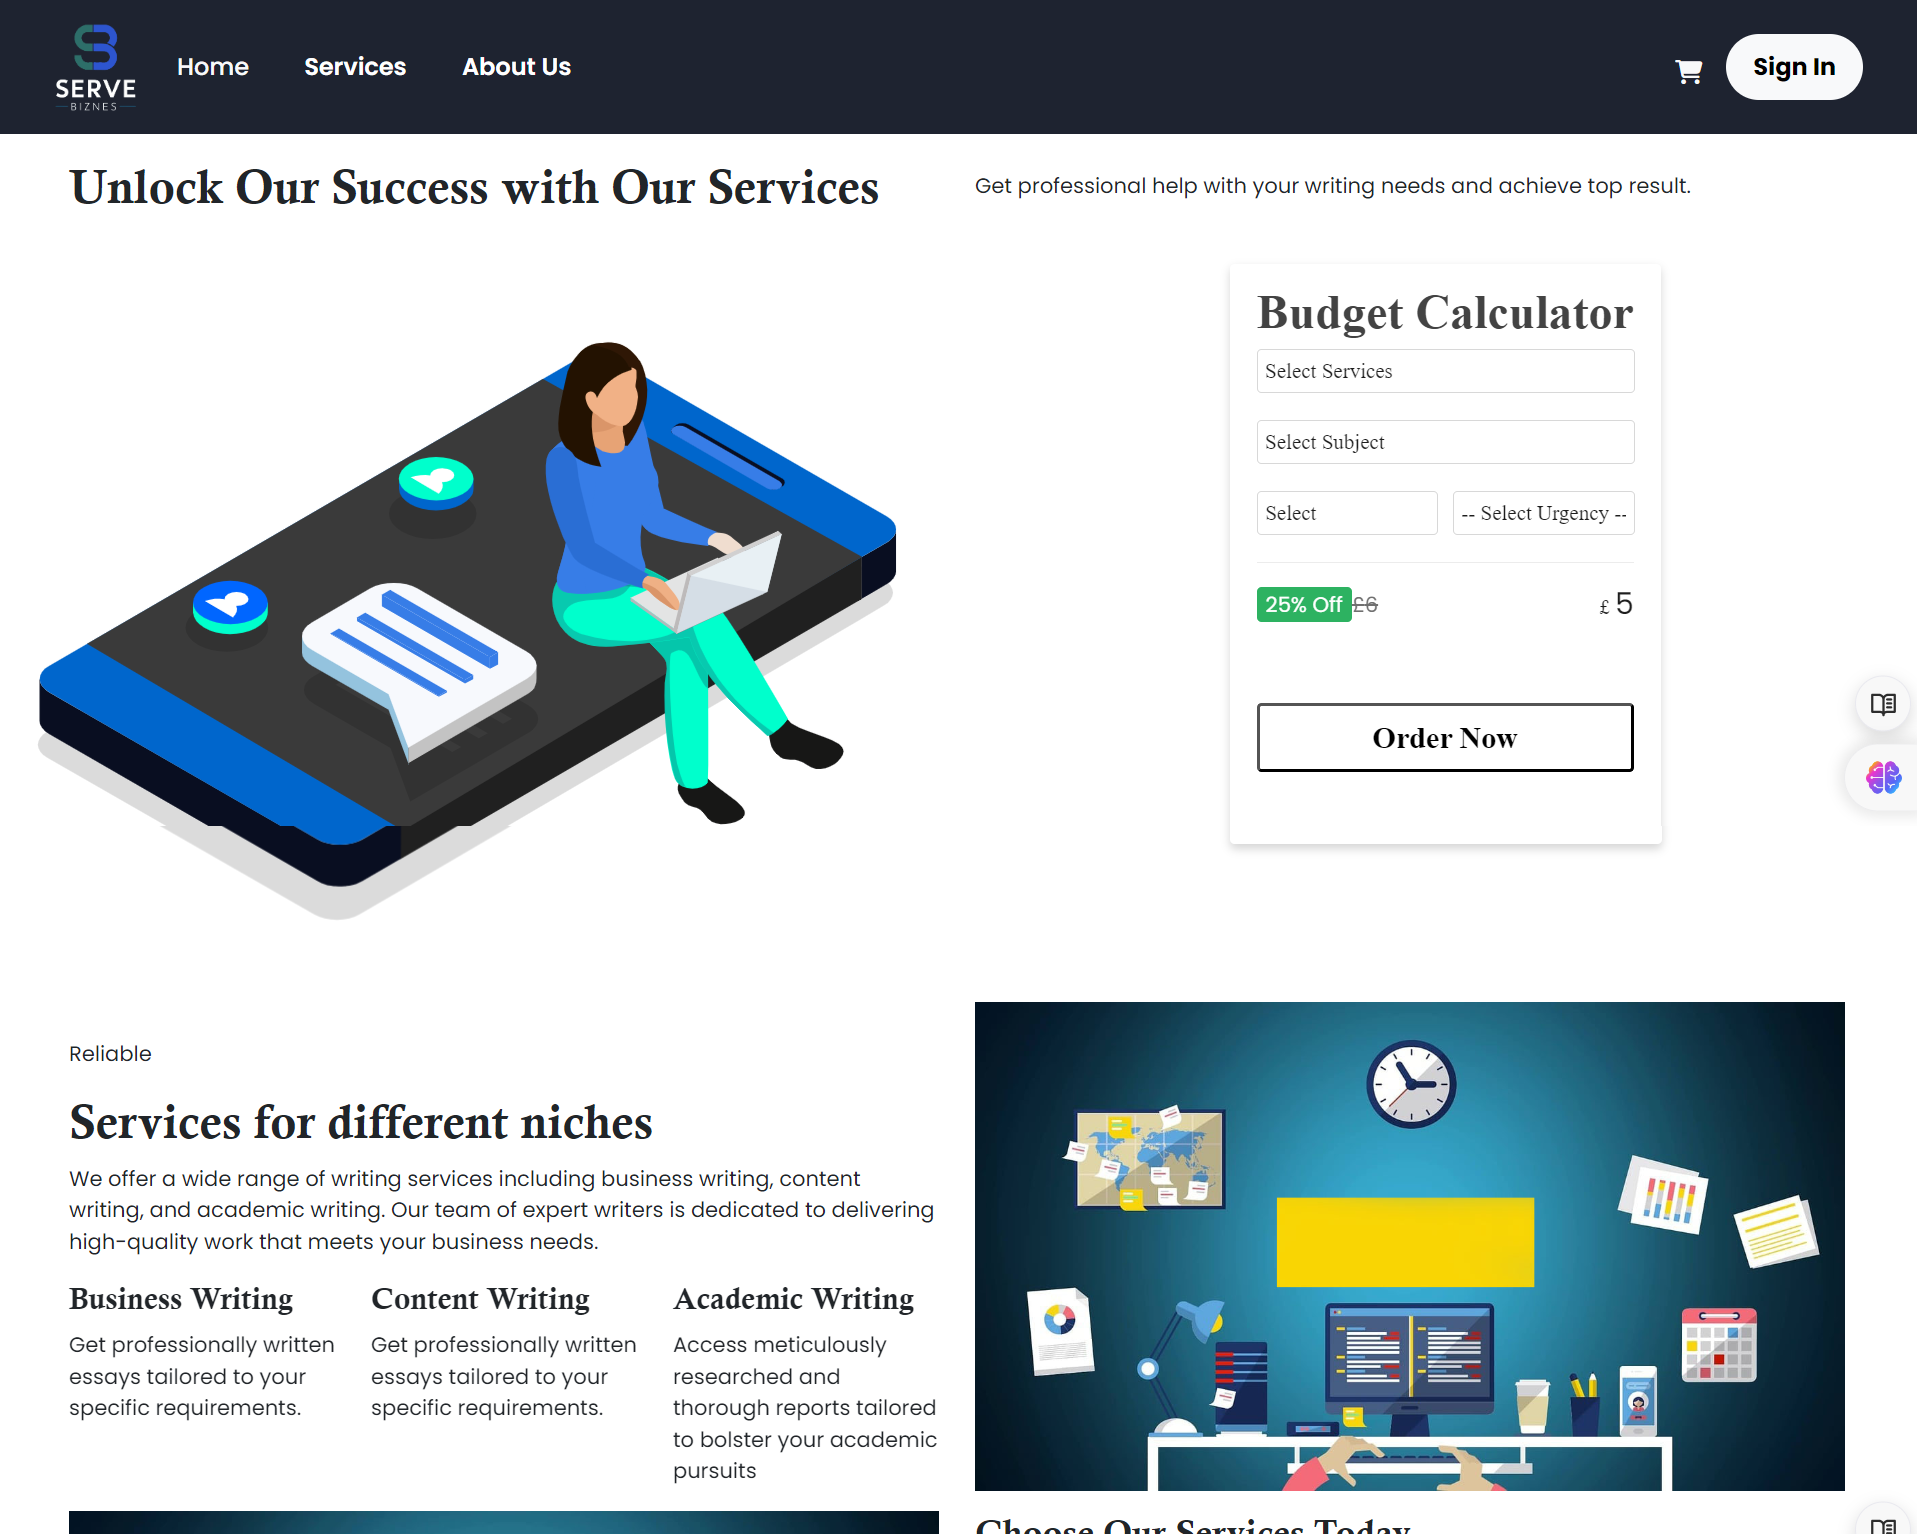 SERVE
BIZNES
Home
Services
About Us
Sign In
Unlock Our Success with Our Services
Get professional help with your writing needs and achieve top result.
Budget Calculator
Select Services
Select Subject
Select
-- Select Urgency --
25% Off £6
£ 5
Order Now
Reliable
Services for different niches
We offer a wide range of writing services including business writing, content
writing, and academic writing. Our team of expert writers is dedicated to delivering
high-quality work that meets your business needs.
Business Writing
Get professionally written
essays tailored to your
specific requirements.
Content Writing
Get professionally written
essays tailored to your
specific requirements.
Academic Writing
Access meticulously
researched and
thorough reports tailored
to bolster your academic
pursuits
Choose Our Services Today